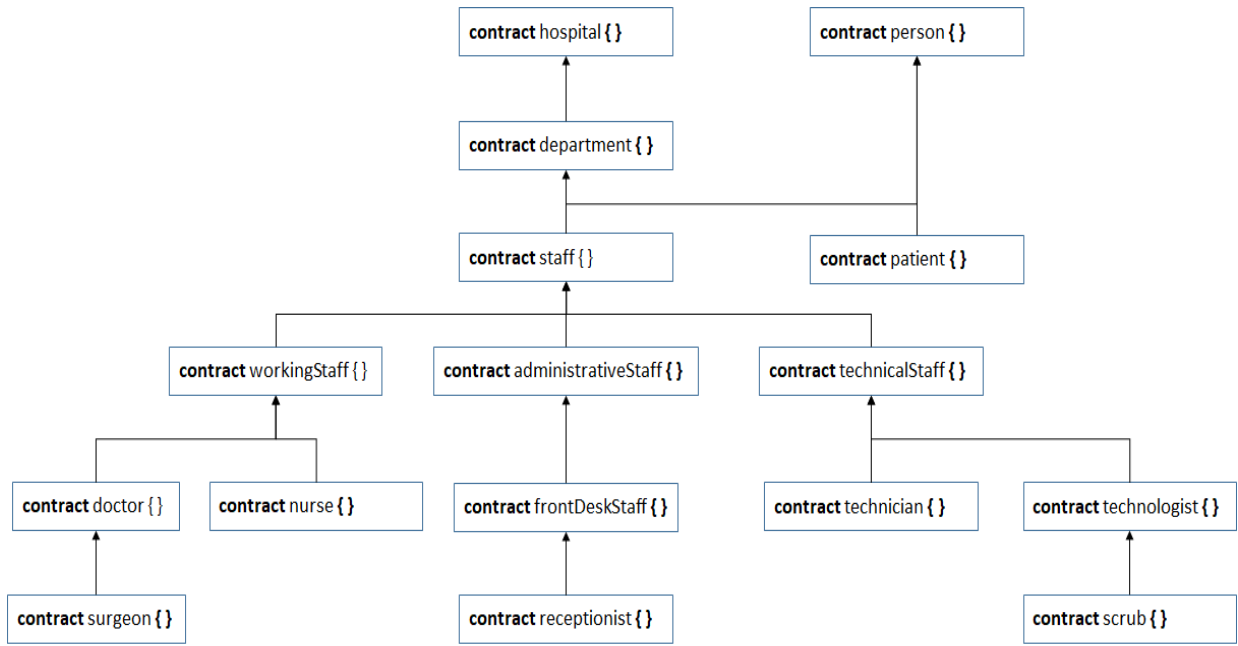 contract hospital { }
contract person { }
contract department { }
contract staff { }
contract patient { }
contract workingStaff { }
contract administrativeStaff { }
contract technicalStaff { }
contract doctor { }
contract nurse { }
contract frontDeskStaff { }
contract technician { }
contract technologist { }
contract surgeon { }
contract receptionist { }
contract scrub { }